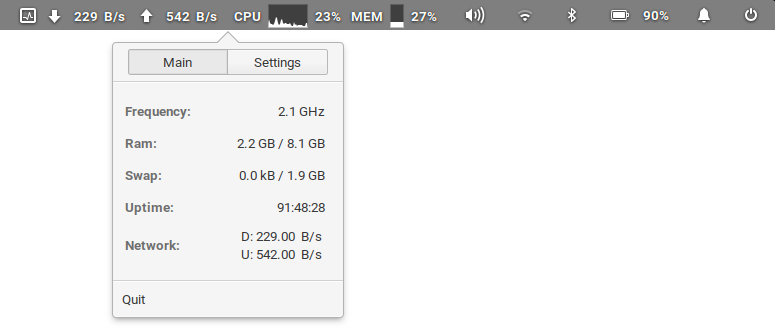 229 B/s 542 B/s CPU 23% MEM 27% 90%
Main Settings
Frequency: 2.1 GHz
Ram: 2.2 GB / 8.1 GB
Swap: 0.0 kB / 1.9 GB
Uptime: 91:48:28
Network: D: 229.00 B/s
U: 542.00 B/s
Quit